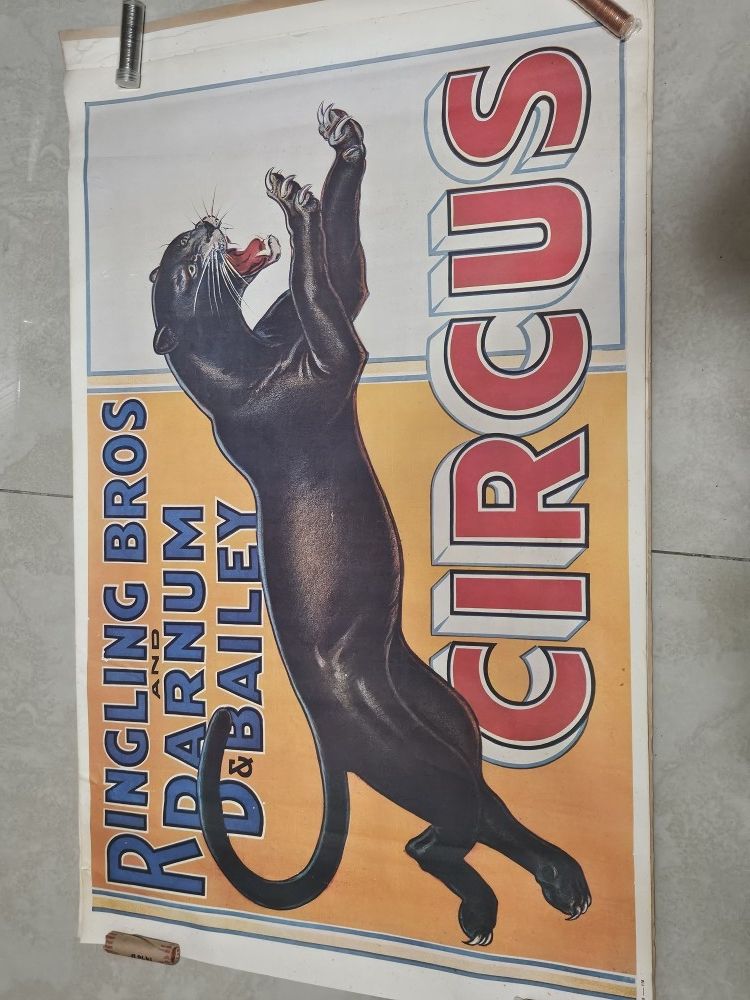 RINGLING BROS
AND
BARNUM
& BAILEY
CIRCUS